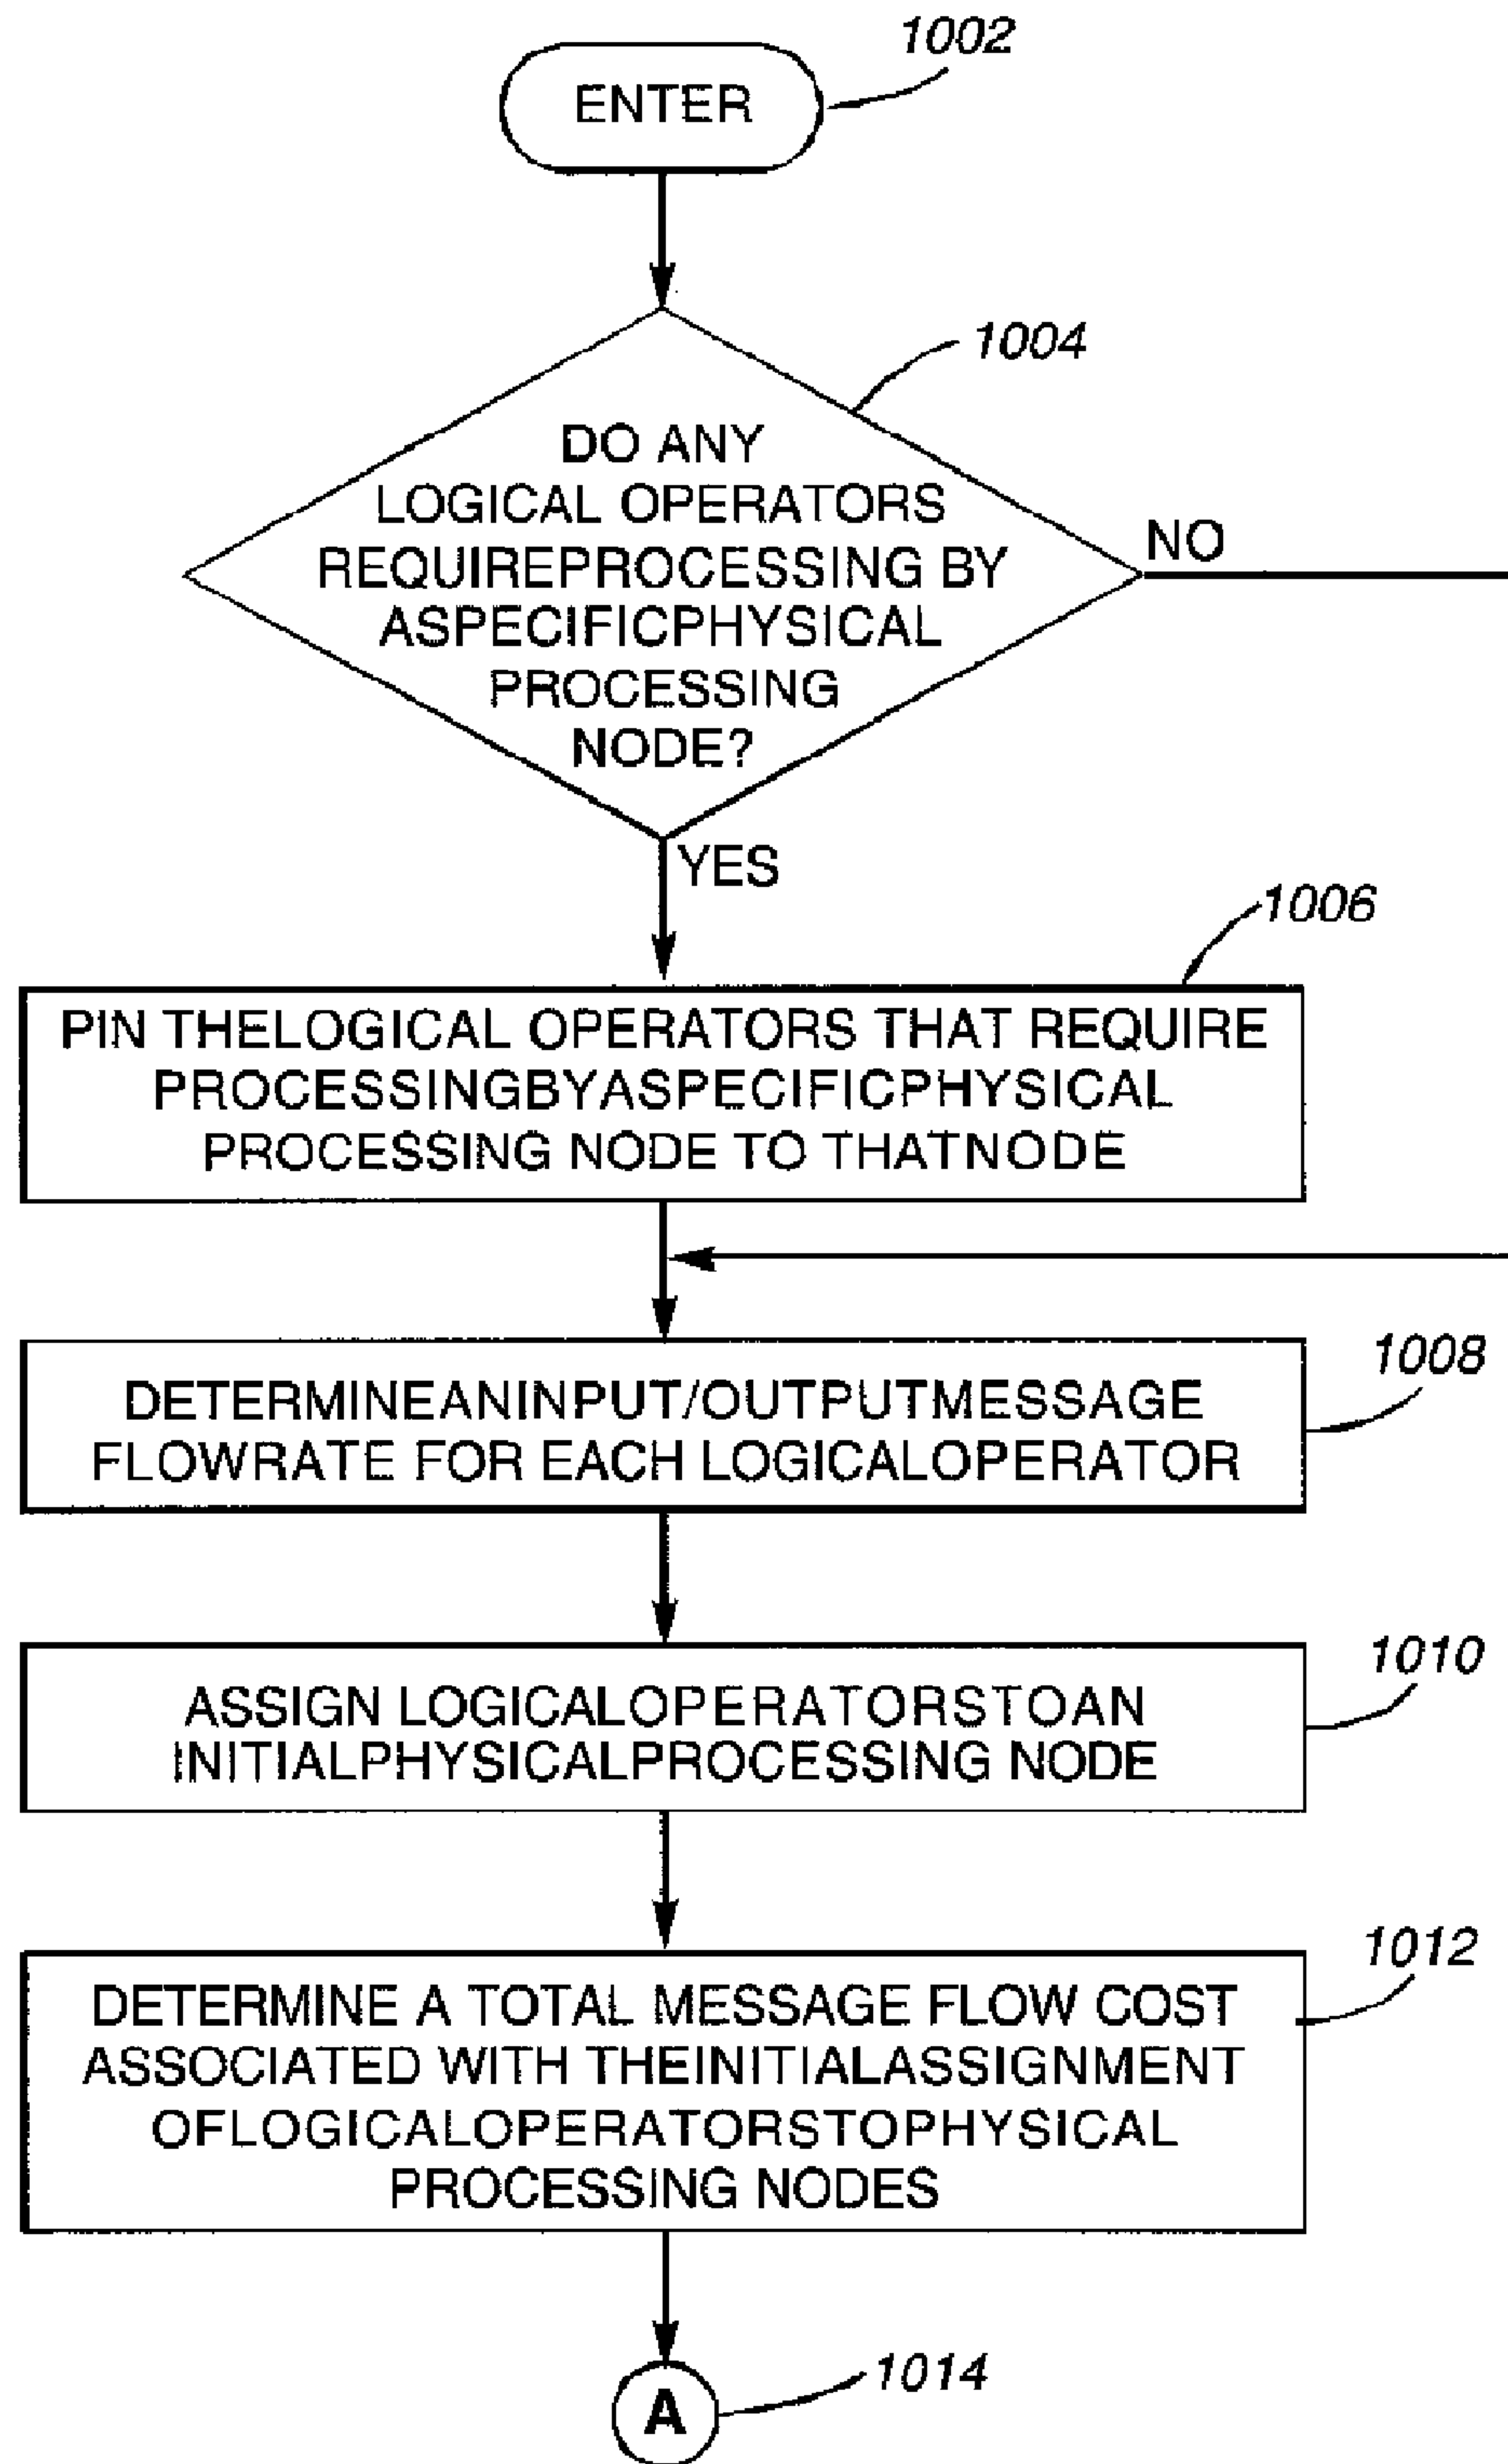 1002
ENTER
1004
DO ANY
LOGICAL OPERATORS
REQUIREPROCESSING BY
ASPECIFICPHYSICAL
PROCESSING
NODE?
NO
YES
1006
PIN THELOGICAL OPERATORS THAT REQUIRE
PROCESSINGBYASPECIFICPHYSICAL
PROCESSING NODE TO THATNODE
1008
DETERMINEANINPUT/OUTPUTMESSAGE
FLOWRATE FOR EACH LOGICALOPERATOR
1010
ASSIGN LOGICALOPERATORSTOAN
INITIALPHYSICALPROCESSING NODE
1012
DETERMINE A TOTAL MESSAGE FLOW COST
ASSOCIATED WITH THEINITIALASSIGNMENT
OFLOGICALOPERATORSTOPHYSICAL
PROCESSING NODES
1014
A